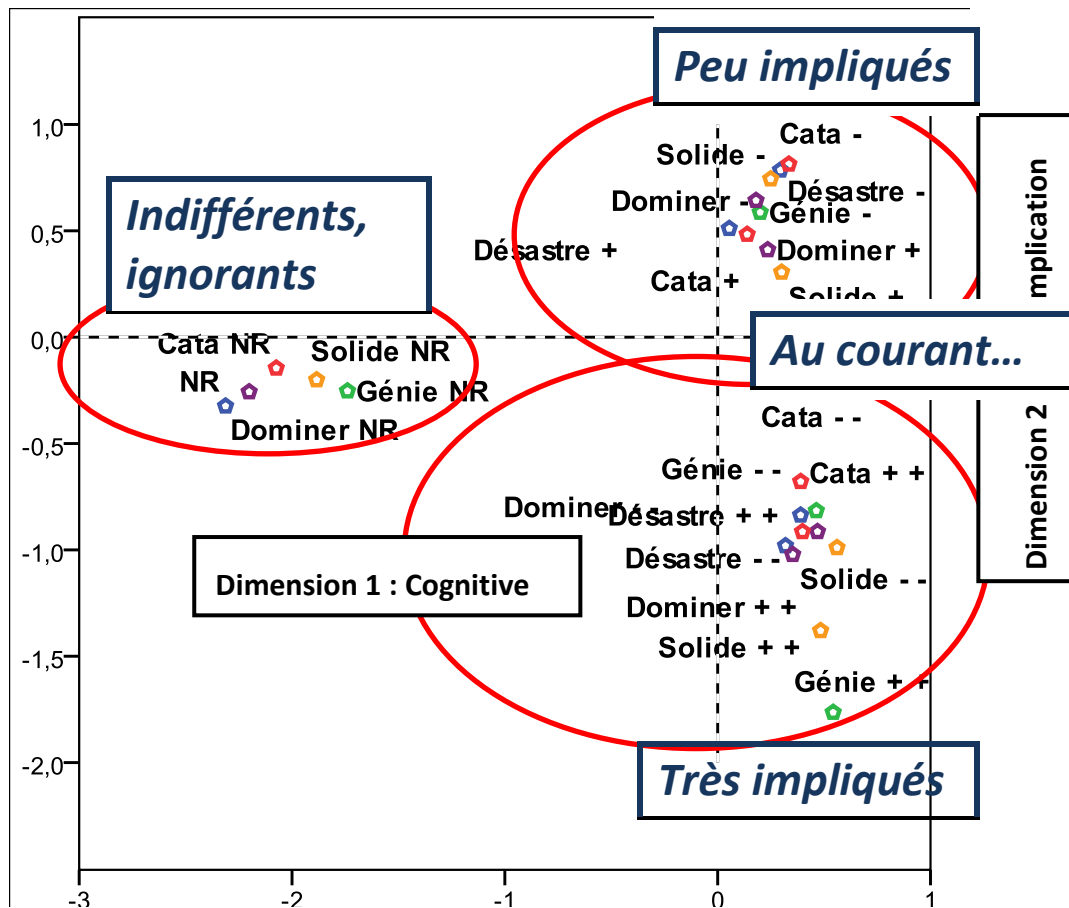 Peu impliqués
1,0
Cata -
Solide -
Désastre -
Indifférents,
ignorants
Dominer -
Génie -
0,5
Désastre +
Dominer +
Cata +
Solide +
Dimension 2
mplication
0,0
Cata NR
Solide NR
Au courant...
NR
Génie NR
Dominer NR
-0,5
Cata - -
Génie - -
Cata + +
Dominer -
Désastre + +
-1,0
Désastre - -
Dimension 1 : Cognitive
Solide - -
Dominer + +
Solide + +
-1,5
Génie + +
-2,0
Très impliqués
-3
-2
-1
0
1